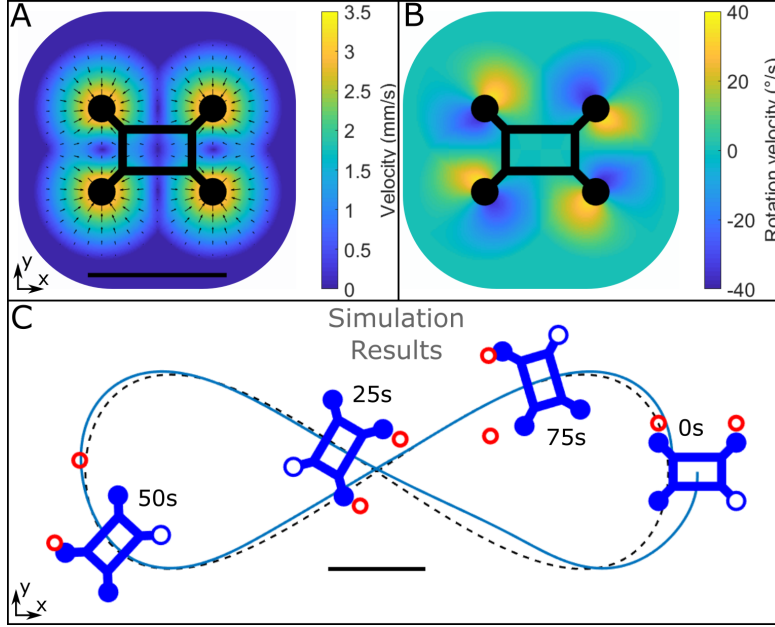 A
3.5
3
2.5
2
1.5
1
0.5
0
Velocity (mm/s)
y
x
B
40
20
0
-20
-40
Rotation velocity (°/s)
C
Simulation
Results
25s
0s
75s
50s
y
x